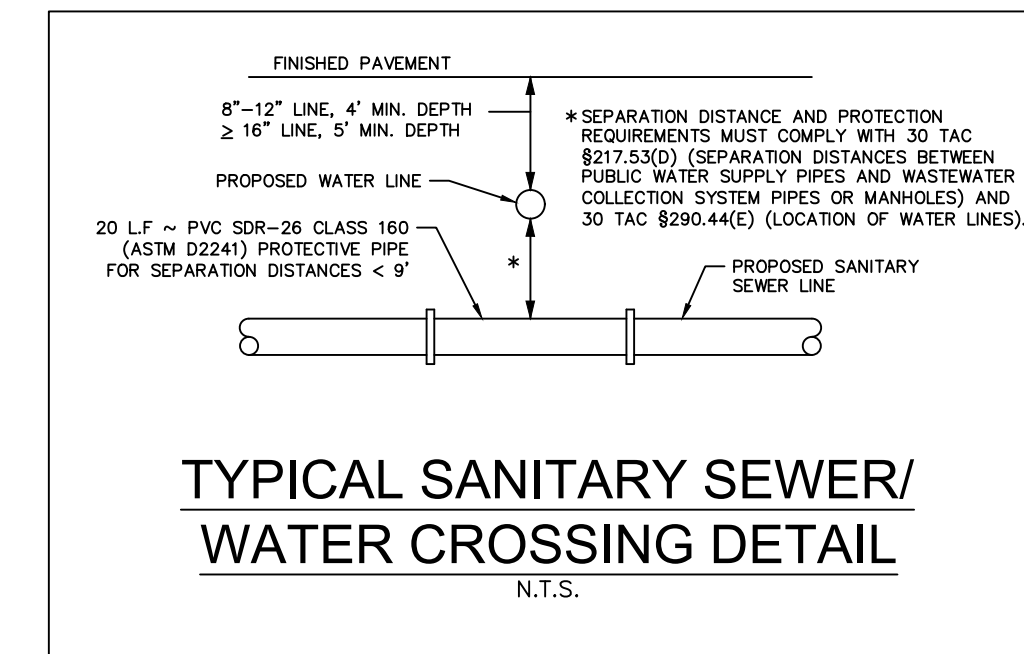 FINISHED PAVEMENT
8"-12" LINE, 4' MIN. DEPTH
≥ 16" LINE, 5' MIN. DEPTH
PROPOSED WATER LINE
20 L.F ~ PVC SDR-26 CLASS 160
(ASTM D2241) PROTECTIVE PIPE
FOR SEPARATION DISTANCES < 9'
* SEPARATION DISTANCE AND PROTECTION
REQUIREMENTS MUST COMPLY WITH 30 TAC
§217.53(D) (SEPARATION DISTANCES BETWEEN
PUBLIC WATER SUPPLY PIPES AND WASTEWATER
COLLECTION SYSTEM PIPES OR MANHOLES) AND
30 TAC §290.44(E) (LOCATION OF WATER LINES).
*
PROPOSED SANITARY
SEWER LINE
TYPICAL SANITARY SEWER/
WATER CROSSING DETAIL
N.T.S.